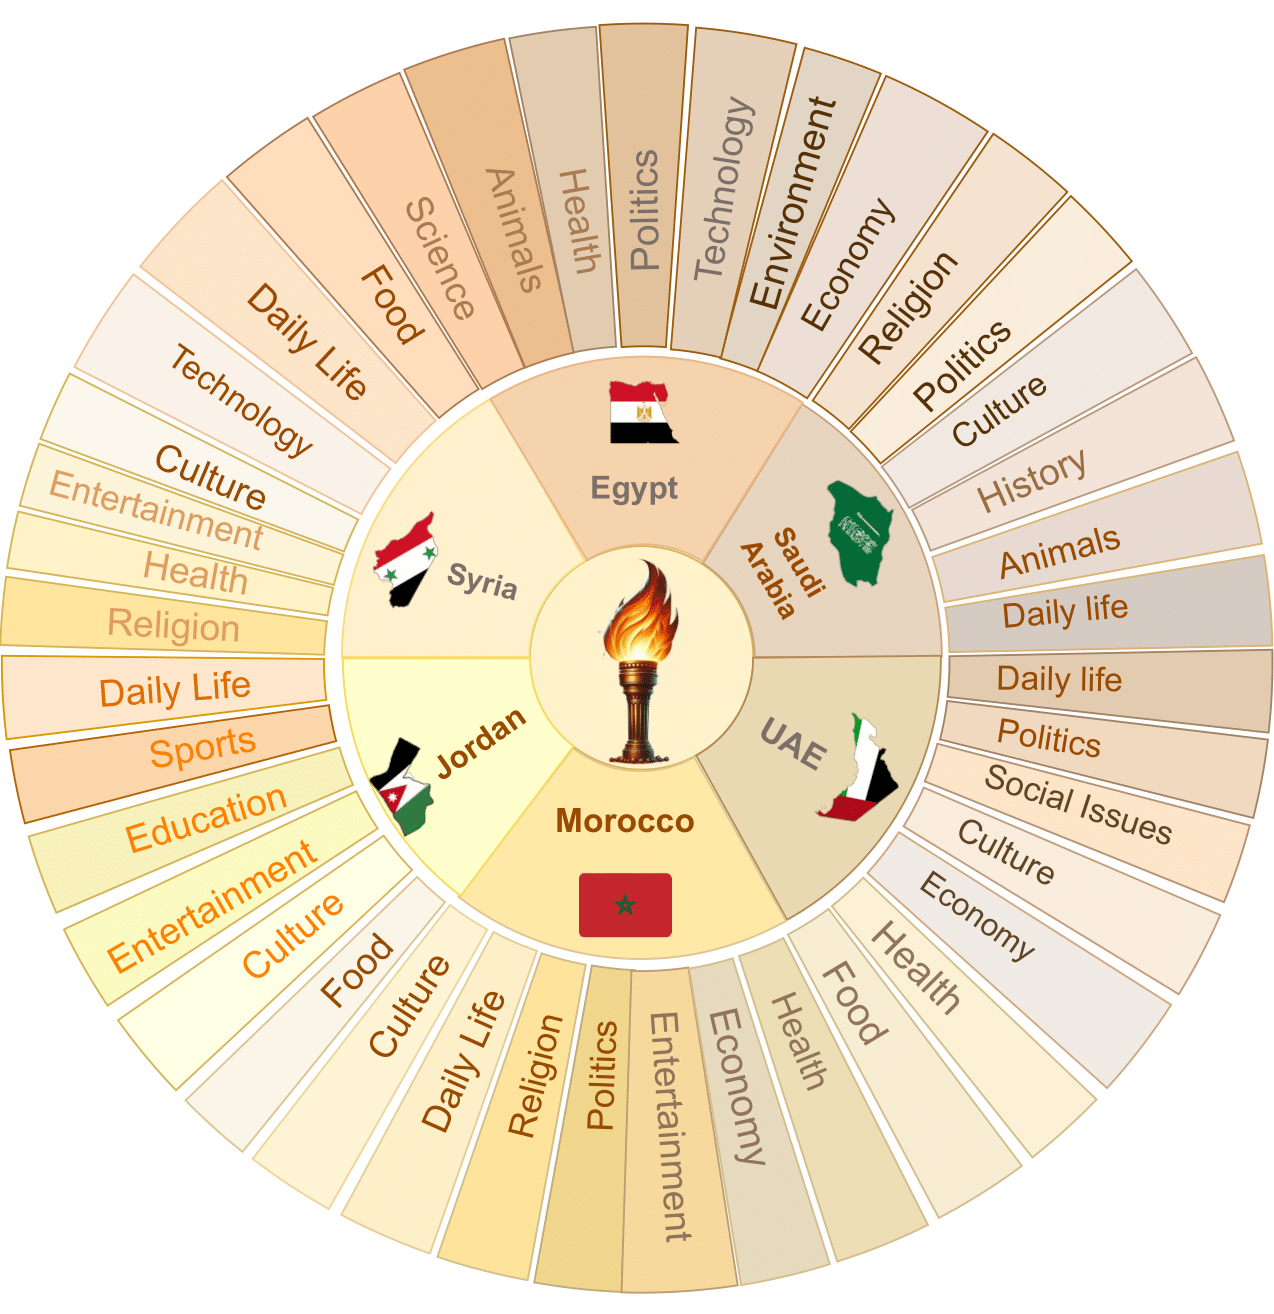 Egypt
Saudi
Arabia
UAE
Morocco
Jordan
Syria
Politics
Technology
Environment
Economy
Religion
Politics
Culture
History
Animals
Daily life
Daily life
Politics
Social Issues
Culture
Economy
Health
Food
Health
Economy
Entertainment
Politics
Religion
Daily Life
Culture
Food
Culture
Entertainment
Education
Sports
Daily Life
Religion
Health
Entertainment
Culture
Technology
Daily Life
Food
Science
Animals
Health